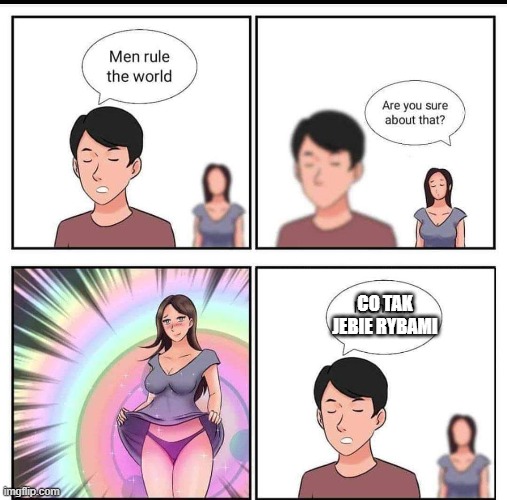 Men rule
the world
Are you sure
about that?
CO TAK
JEBIE RYBAMI
imgflip.com